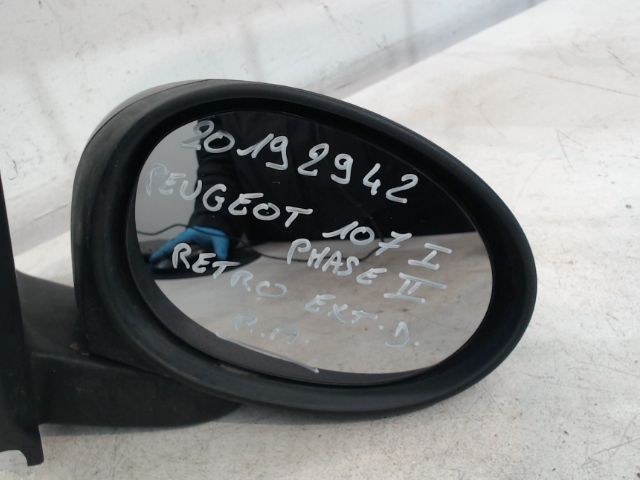 20192942
PEUGEOT 107 I
PHASE II
RETRO EXT. D.